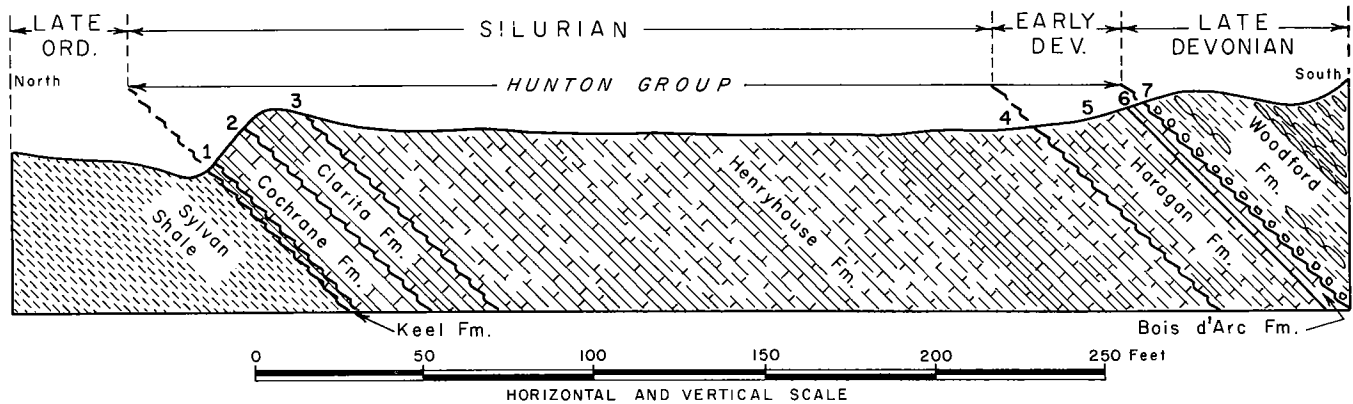 LATE ORD.
SILURIAN
EARLY DEV.
LATE DEVONIAN
North
HUNTON GROUP
South
1
2
3
4
5
6
7
Sylvan Shale
Cochrane Fm.
Clarita Fm.
Henryhouse Fm.
Haragan Fm.
Woodford Fm.
Keel Fm.
Bois d'Arc Fm.
0 50 100 150 200 250 Feet
HORIZONTAL AND VERTICAL SCALE